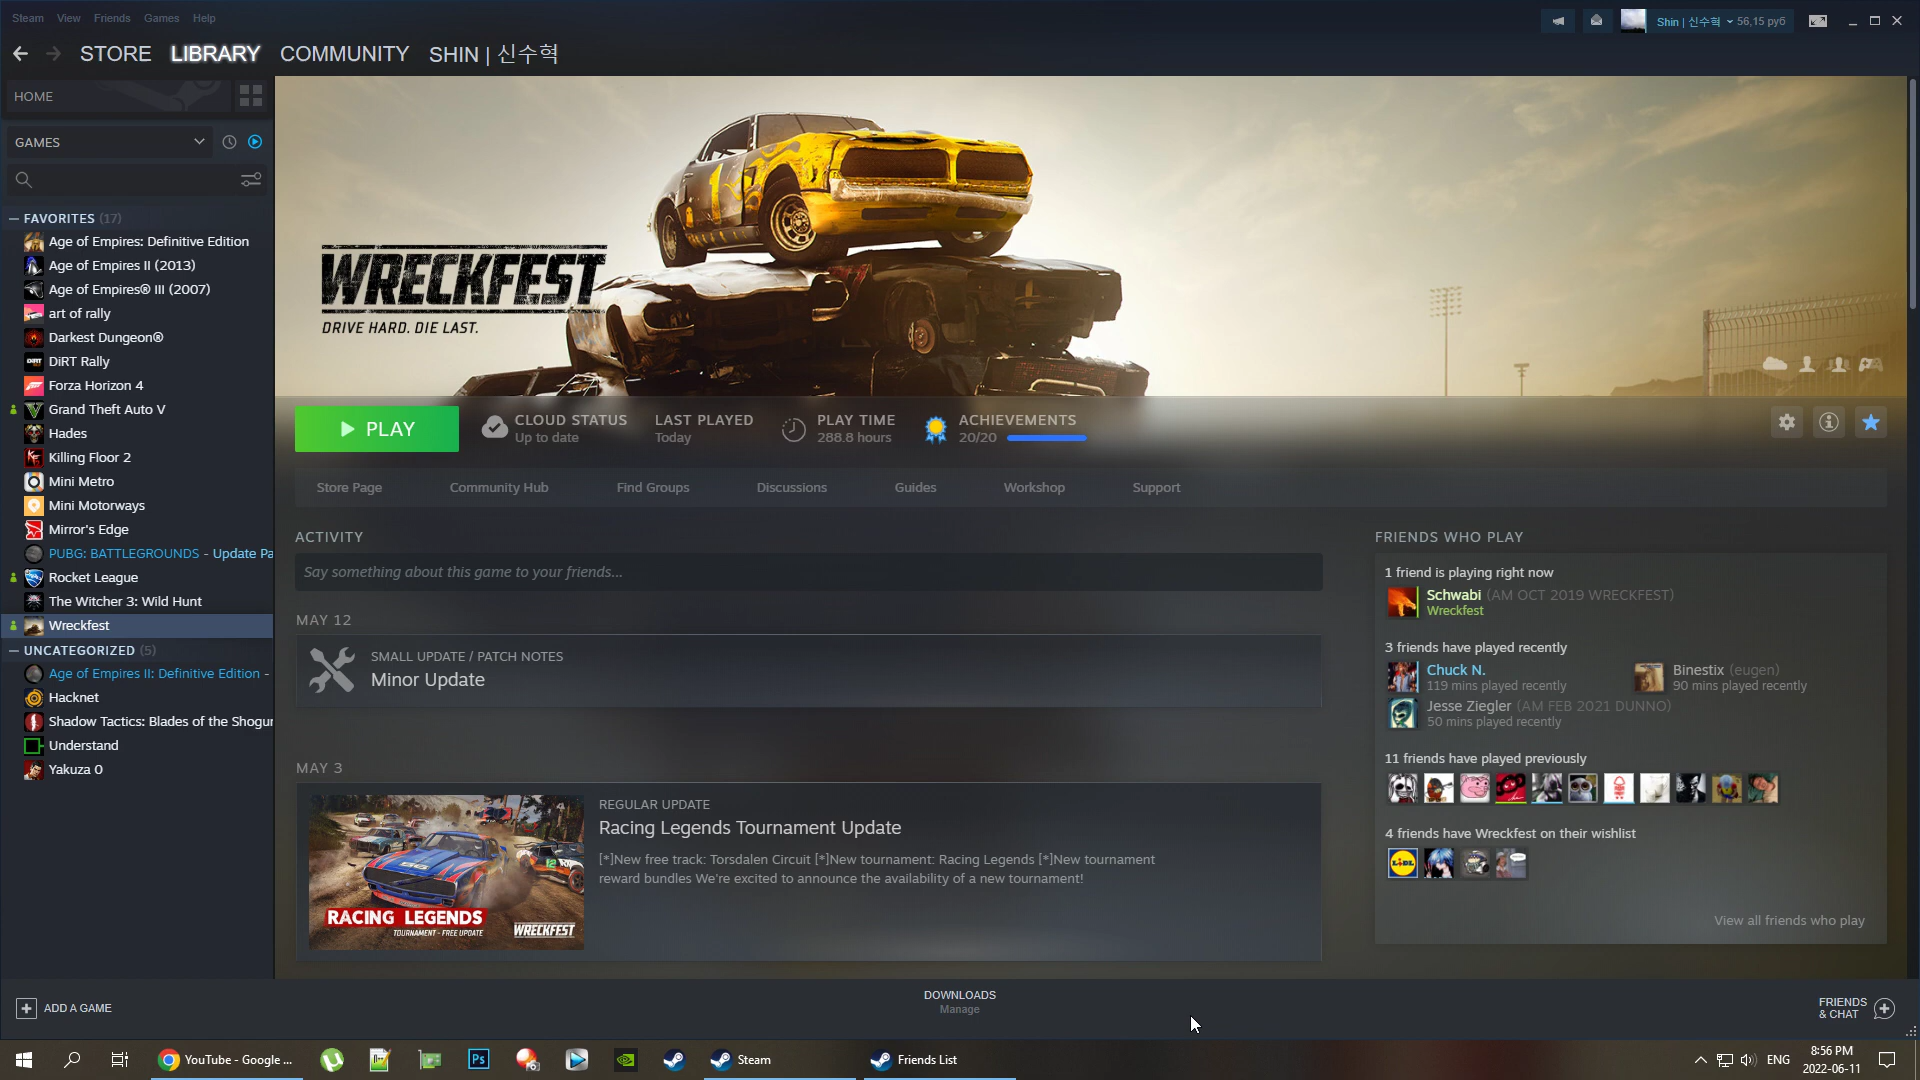 Steam View Friends Games Help
Shin | 신수혁 56,15 руб
STORE LIBRARY COMMUNITY SHIN | 신수혁
HOME
GAMES
FAVORITES (17)
Age of Empires: Definitive Edition
Age of Empires II (2013)
Age of Empires® III (2007)
art of rally
Darkest Dungeon®
DiRT Rally
Forza Horizon 4
Grand Theft Auto V
Hades
Killing Floor 2
Mini Metro
Mini Motorways
Mirror's Edge
PUBG: BATTLEGROUNDS - Update Pa
Rocket League
The Witcher 3: Wild Hunt
Wreckfest
UNCATEGORIZED (5)
Age of Empires II: Definitive Edition -
Hacknet
Shadow Tactics: Blades of the Shogun
Understand
Yakuza 0
WRECKFEST
DRIVE HARD. DIE LAST.
PLAY
CLOUD STATUS
Up to date
LAST PLAYED
Today
PLAY TIME
288.8 hours
ACHIEVEMENTS
20/20
Store Page Community Hub Find Groups Discussions Guides Workshop Support
ACTIVITY
Say something about this game to your friends...
MAY 12
SMALL UPDATE / PATCH NOTES
Minor Update
MAY 3
RACING LEGENDS
TOURNAMENT - FREE UPDATE
WRECKFEST
REGULAR UPDATE
Racing Legends Tournament Update
[*]New free track: Torsdalen Circuit [*]New tournament: Racing Legends [*]New tournament
reward bundles We're excited to announce the availability of a new tournament!
FRIENDS WHO PLAY
1 friend is playing right now
Schwabi (AM OCT 2019 WRECKFEST)
Wreckfest
3 friends have played recently
Chuck N.
119 mins played recently
Binestix (eugen)
90 mins played recently
Jesse Ziegler (AM FEB 2021 DUNNO)
50 mins played recently
11 friends have played previously
4 friends have Wreckfest on their wishlist
LIDL
View all friends who play
ADD A GAME
DOWNLOADS
Manage
FRIENDS
& CHAT
YouTube - Google ...
Ps
Steam
Friends List
ENG
8:56 PM
2022-06-11